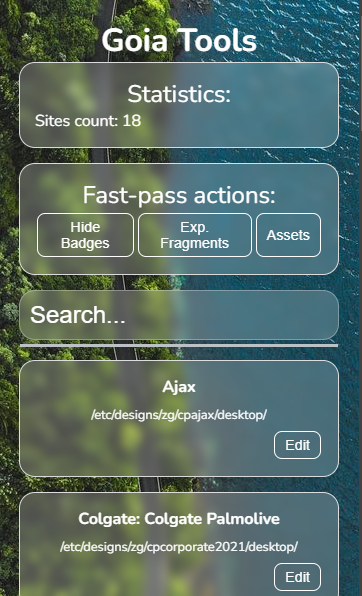 Goia Tools
Statistics:
Sites count: 18
Fast-pass actions:
Hide
Badges
Exp.
Fragments
Assets
Search...
Ajax
/etc/designs/zg/cpajax/desktop/
Edit
Colgate: Colgate Palmolive
/etc/designs/zg/cpcorporate2021/desktop/
Edit